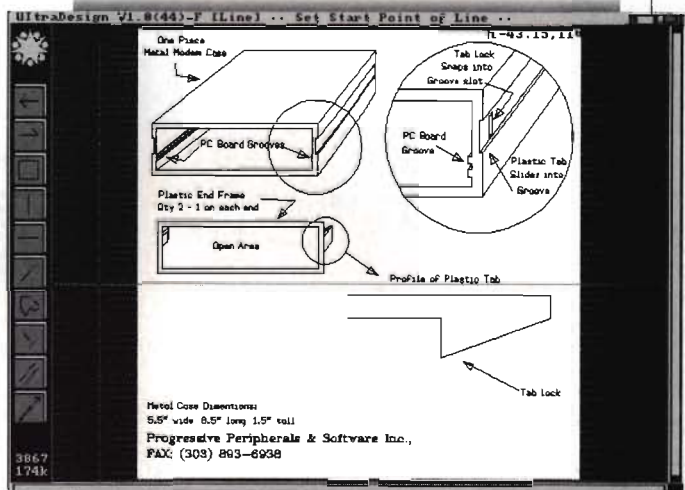 UltraDesign V1.8(44)-F [Line] .. Set Start Point of Line ..
One Piece
Metal Modem Case
PC Board Grooves
Tab Lock
Snaps into
Groove slot
PC Board
Groove
Plastic Tab
Slides into
Groove
Plastic End Frame
Qty 2 - 1 on each end
Open Area
Profile of Plastic Tab
Tab Lock
Metal Case Dimentions:
5.5" wide 8.5" long 1.5" tall
Progressive Peripherals & Software Inc.,
FAX: (303) 893-6938
3867
174k